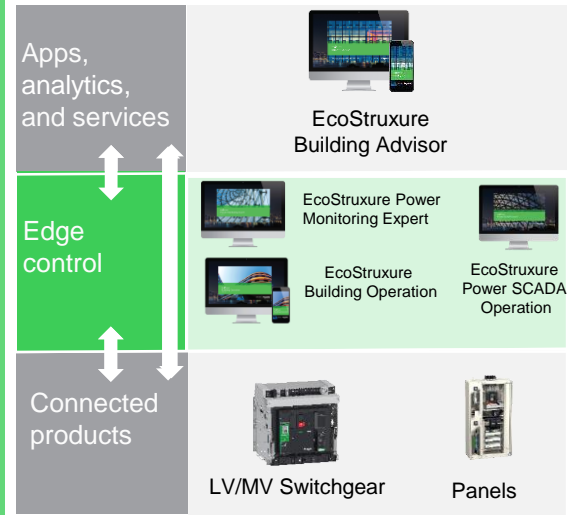 Apps,
analytics,
and services
EcoStruxure
Building Advisor
Edge
control
EcoStruxure Power
Monitoring Expert
EcoStruxure
Building Operation
EcoStruxure
Power SCADA
Operation
Connected
products
LV/MV Switchgear
Panels